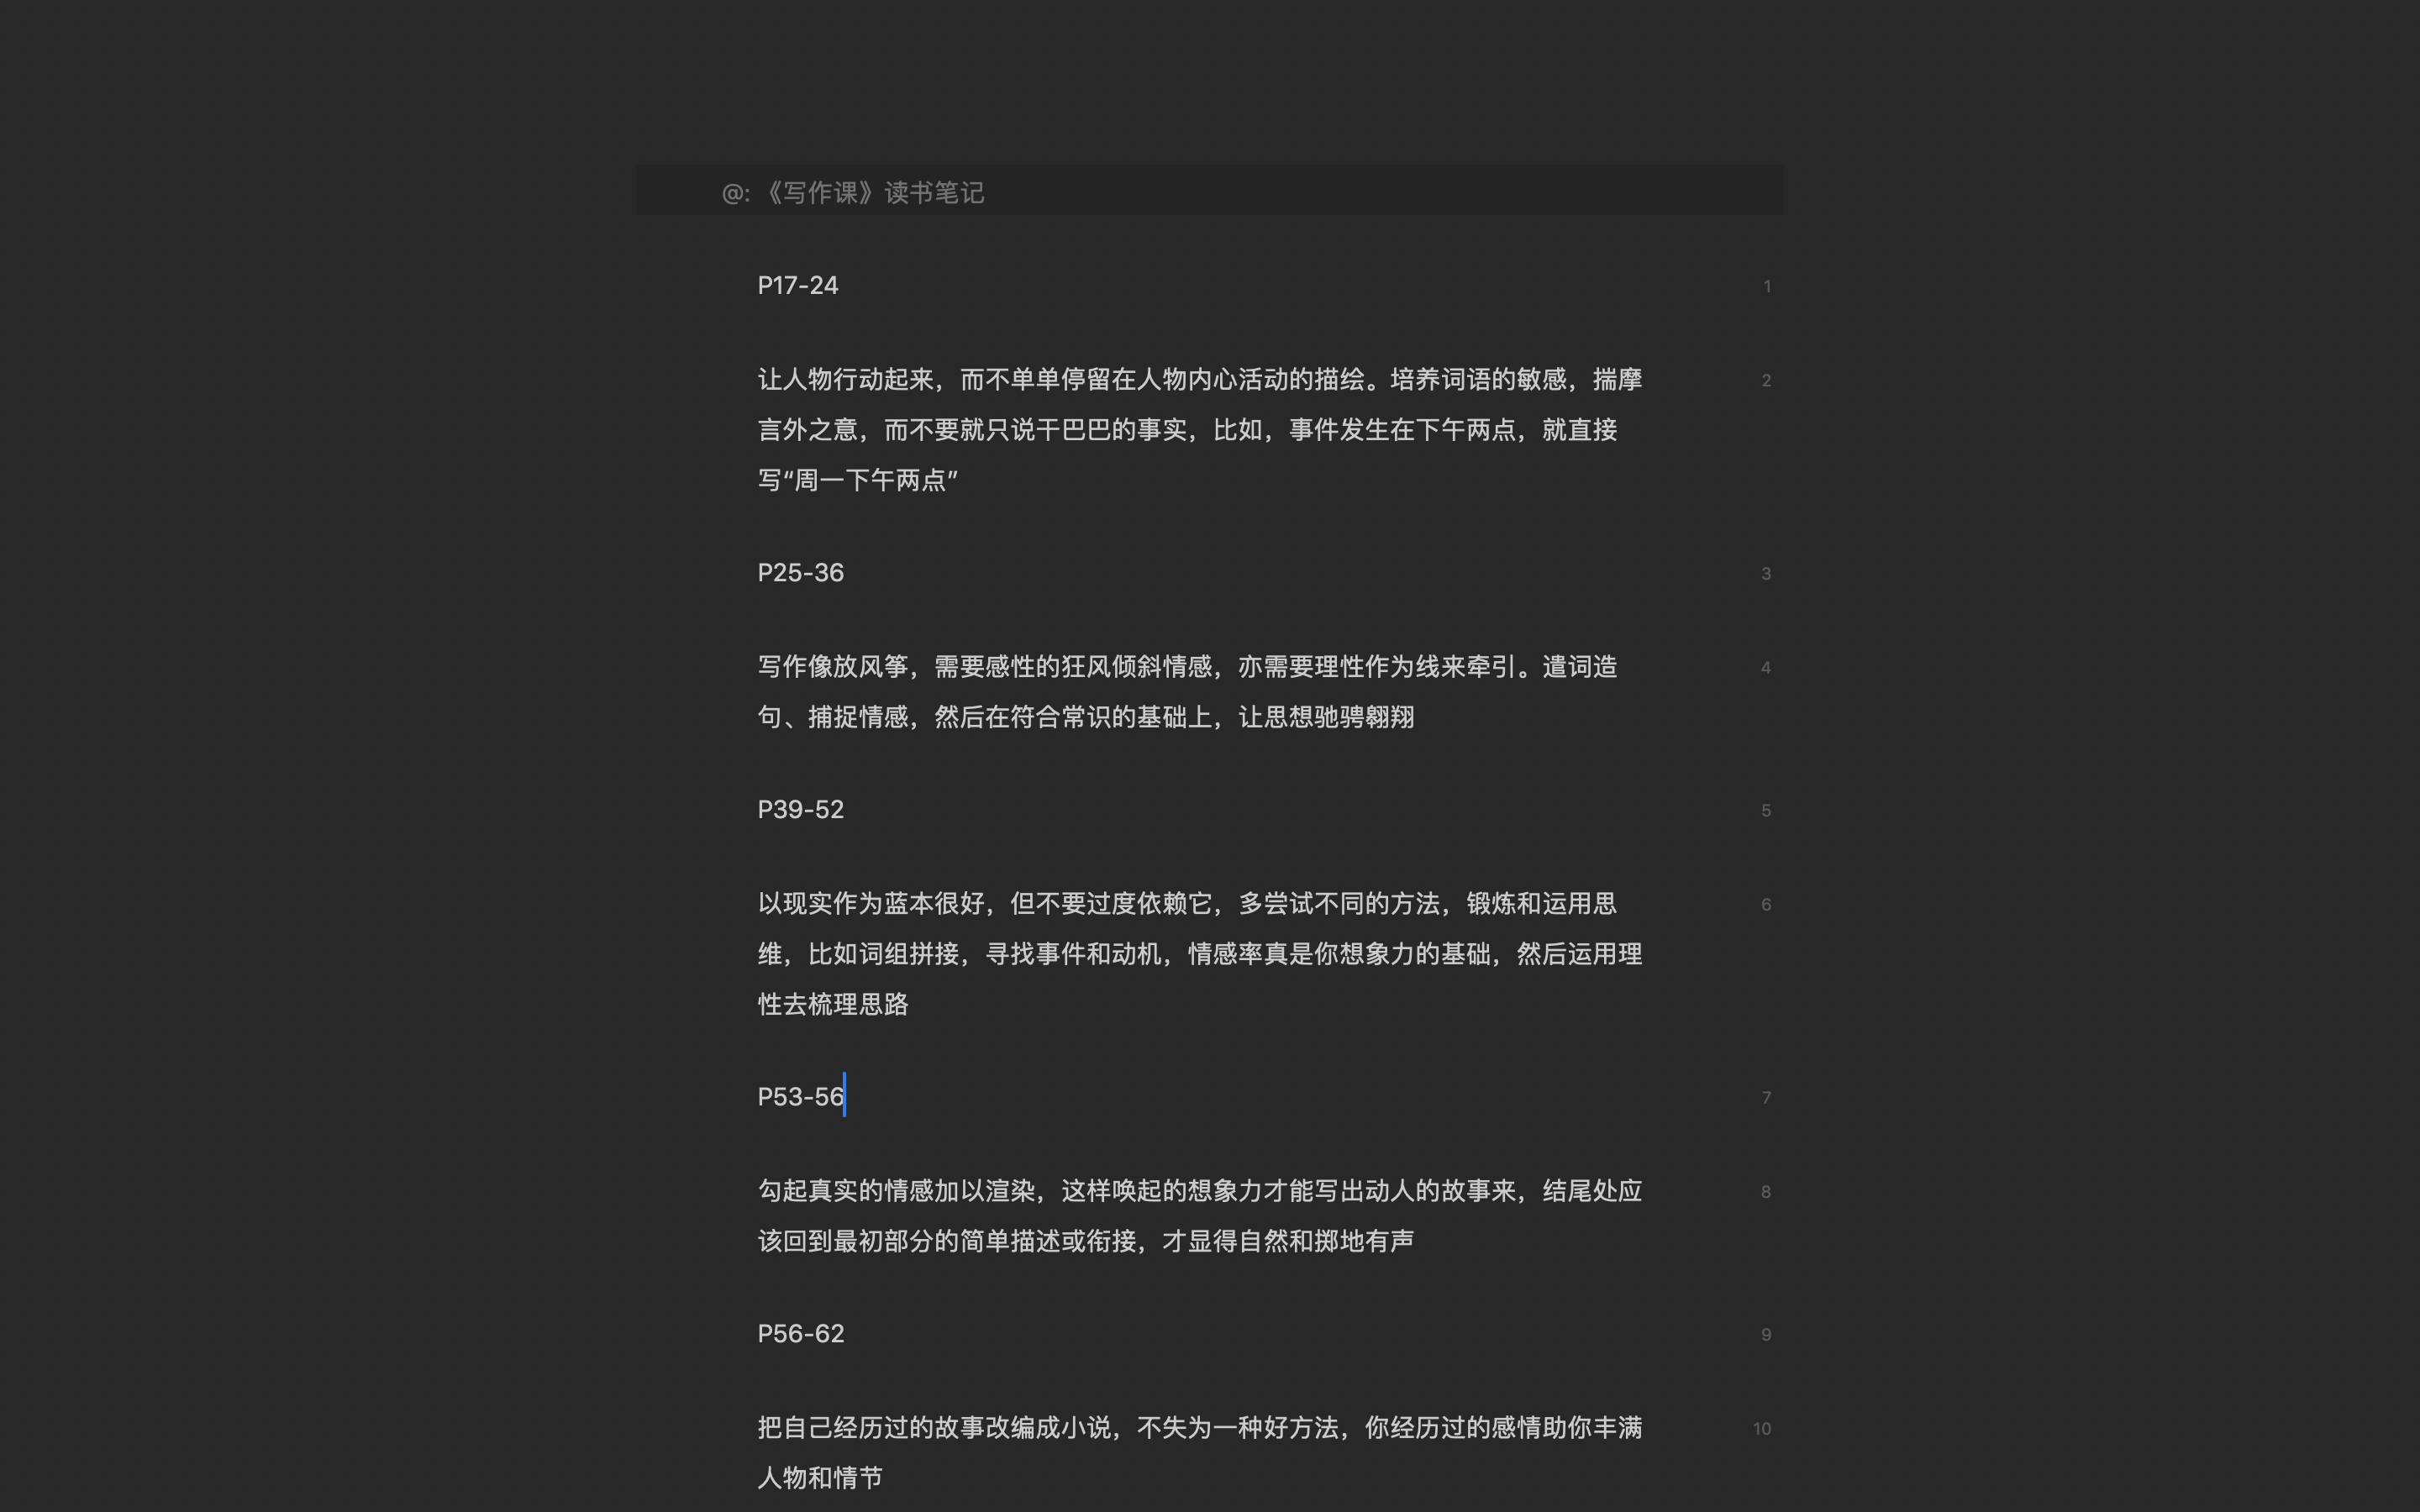 @: 《写作课》读书笔记
P17-24
1
让人物行动起来，而不单单停留在人物内心活动的描绘。培养词语的敏感，揣摩
2
言外之意，而不要就只说干巴巴的事实，比如，事件发生在下午两点，就直接
写“周一下午两点”
P25-36
3
写作像放风筝，需要感性的狂风倾斜情感，亦需要理性作为线来牵引。遣词造
4
句、捕捉情感，然后在符合常识的基础上，让思想驰骋翱翔
P39-52
5
以现实作为蓝本很好，但不要过度依赖它，多尝试不同的方法，锻炼和运用思
6
维，比如词组拼接，寻找事件和动机，情感率真是你想象力的基础，然后运用理
性去梳理思路
P53-56
7
勾起真实的情感加以渲染，这样唤起的想象力才能写出动人的故事来，结尾处应
8
该回到最初部分的简单描述或衔接，才显得自然和掷地有声
P56-62
9
把自己经历过的故事改编成小说，不失为一种好方法，你经历过的感情助你丰满
10
人物和情节